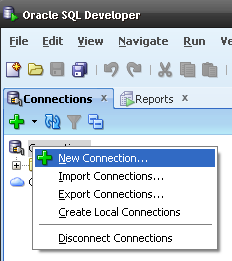 Oracle SQL Developer
File Edit View Navigate Run Versi
Connections x Reports x
New Connection...
Import Connections...
Export Connections...
Create Local Connections
Disconnect Connections